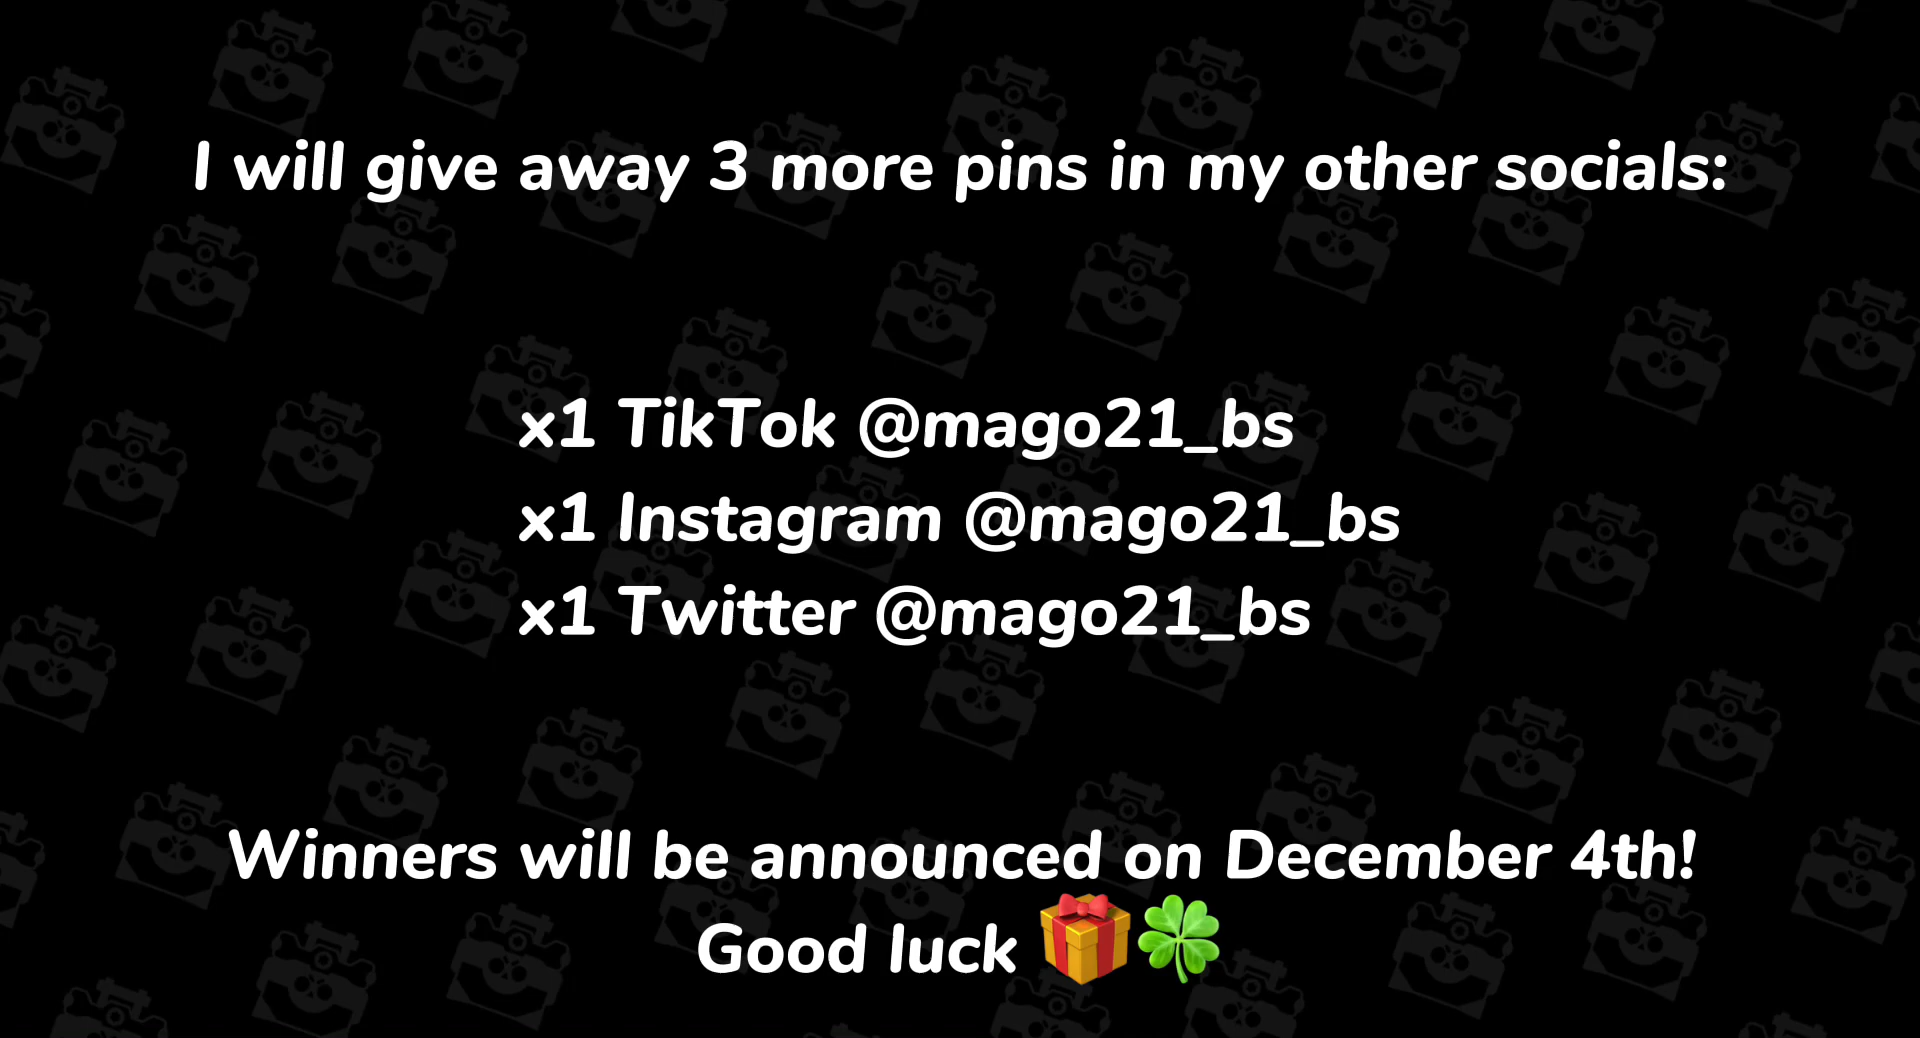 I will give away 3 more pins in my other socials:
x1 TikTok @mago21_bs
x1 Instagram @mago21_bs
x1 Twitter @mago21_bs
Winners will be announced on December 4th!
Good luck 🎁🍀